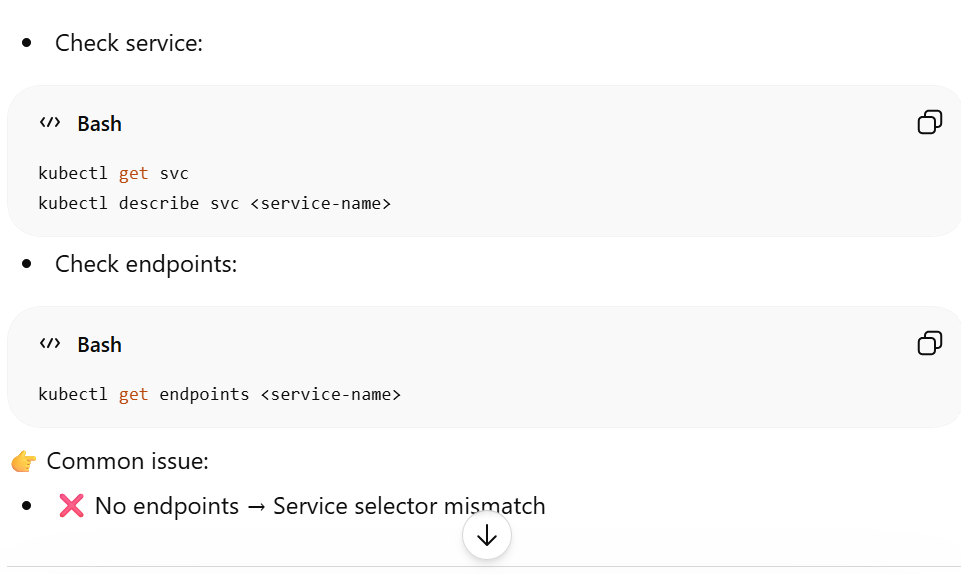 • Check service:
</> Bash
kubectl get svc
kubectl describe svc <service-name>
• Check endpoints:
</> Bash
kubectl get endpoints <service-name>
👉 Common issue:
• ❌ No endpoints → Service selector mismatch